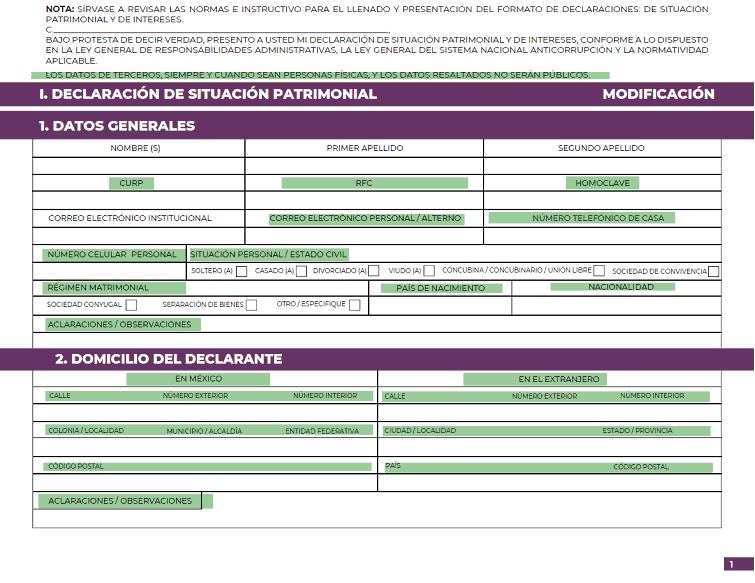 NOTA: SÍRVASE A REVISAR LAS NORMAS E INSTRUCTIVO PARA EL LLENADO Y PRESENTACIÓN DEL FORMATO DE DECLARACIONES: DE SITUACIÓN
PATRIMONIAL Y DE INTERESES.
C.
BAJO PROTESTA DE DECIR VERDAD, PRESENTO A USTED MI DECLARACIÓN DE SITUACIÓN PATRIMONIAL Y DE INTERESES, CONFORME A LO DISPUESTO
EN LA LEY GENERAL DE RESPONSABILIDADES ADMINISTRATIVAS, LA LEY GENERAL DEL SISTEMA NACIONAL ANTICORRUPCIÓN Y LA NORMATIVIDAD
APLICABLE.
LOS DATOS DE TERCEROS, SIEMPRE Y CUANDO SEAN PERSONAS FÍSICAS, Y LOS DATOS RESALTADOS NO SERÁN PÚBLICOS.
I. DECLARACIÓN DE SITUACIÓN PATRIMONIAL MODIFICACIÓN
1. DATOS GENERALES
NOMBRE (S) PRIMER APELLIDO SEGUNDO APELLIDO
CURP RFC HOMOCLAVE
CORREO ELECTRÓNICO INSTITUCIONAL CORREO ELECTRÓNICO PERSONAL / ALTERNO NÚMERO TELEFÓNICO DE CASA
NÚMERO CELULAR PERSONAL SITUACIÓN PERSONAL / ESTADO CIVIL
SOLTERO (A) CASADO (A) DIVORCIADO (A) VIUDO (A) CONCUBINA / CONCUBINARIO / UNIÓN LIBRE SOCIEDAD DE CONVIVENCIA
RÉGIMEN MATRIMONIAL PAÍS DE NACIMIENTO NACIONALIDAD
SOCIEDAD CONYUGAL SEPARACIÓN DE BIENES OTRO / ESPECIFIQUE
ACLARACIONES / OBSERVACIONES
2. DOMICILIO DEL DECLARANTE
EN MÉXICO EN EL EXTRANJERO
CALLE NÚMERO EXTERIOR NÚMERO INTERIOR CALLE NÚMERO EXTERIOR NÚMERO INTERIOR
COLONIA / LOCALIDAD MUNICIPIO / ALCALDÍA ENTIDAD FEDERATIVA CIUDAD / LOCALIDAD ESTADO / PROVINCIA
CÓDIGO POSTAL PAÍS CÓDIGO POSTAL
ACLARACIONES / OBSERVACIONES
1